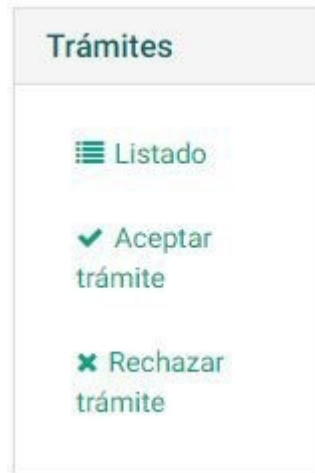 Trámites
Listado
Aceptar
trámite
Rechazar
trámite